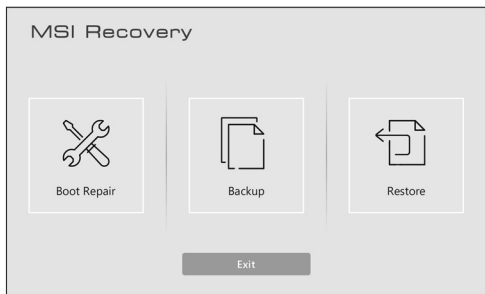 MSI Recovery
Boot Repair
Backup
Restore
Exit